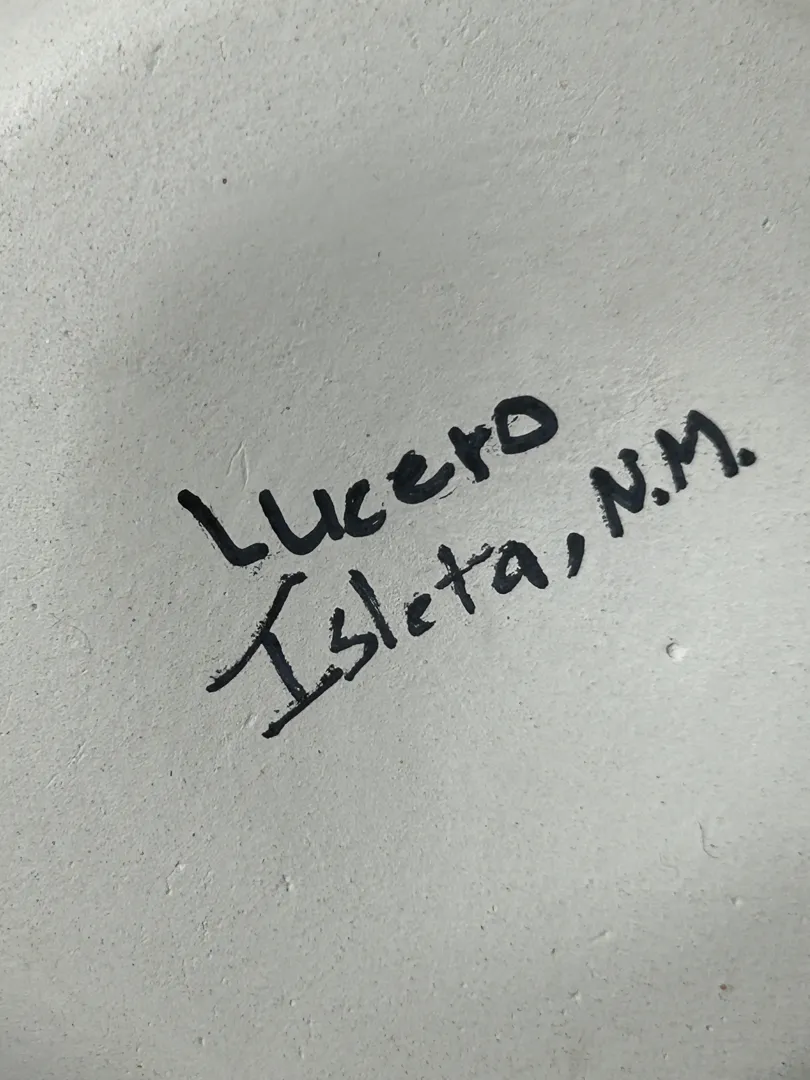 Lucero
Isleta, N.M.